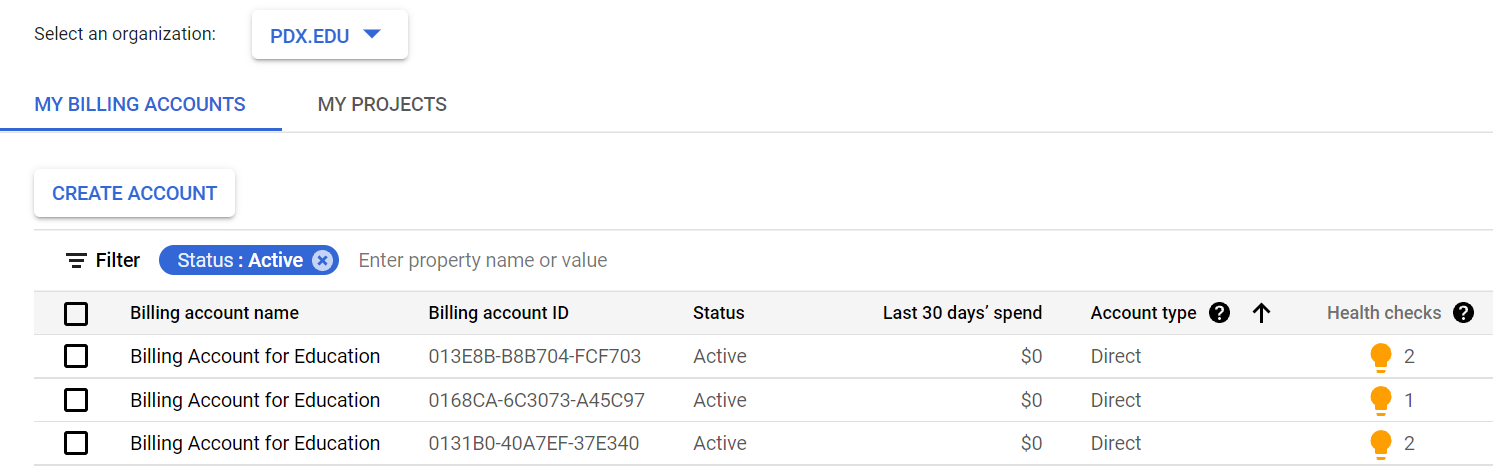 Select an organization: PDX.EDU
MY BILLING ACCOUNTS MY PROJECTS
CREATE ACCOUNT
Filter Status : Active Enter property name or value
Billing account name Billing account ID Status Last 30 days’ spend Account type Health checks
Billing Account for Education 013E8B-B8B704-FCF703 Active $0 Direct 2
Billing Account for Education 0168CA-6C3073-A45C97 Active $0 Direct 1
Billing Account for Education 0131B0-40A7EF-37E340 Active $0 Direct 2